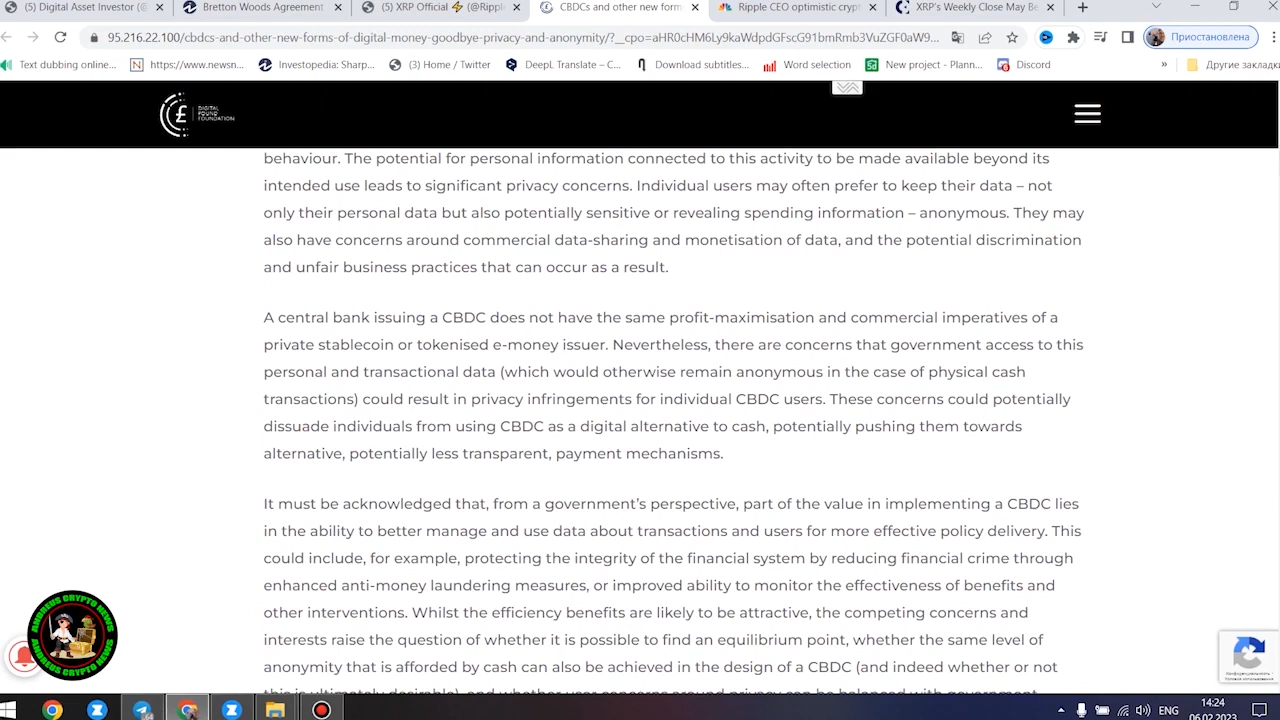 (5) Digital Asset Investor (@
Bretton Woods Agreement
(5) XRP Official ⚡ (@Rippl
CBDCs and other new form
Ripple CEO optimistic crypt
XRP's Weekly Close May Be
95.216.22.100/cbdcs-and-other-new-forms-of-digital-money-goodbye-privacy-and-anonymity/?__cpo=aHR0cHM6Ly9kaWdpdGFscG91bmRmb3VuZGF0aW9...
Приостановлена
Text dubbing online...
https://www.newsn...
Investopedia: Sharp...
(3) Home / Twitter
DeepL Translate – C...
Download subtitles...
Word selection
New project - Plann...
Discord
»
Другие закладки
DIGITAL
POUND
FOUNDATION
behaviour. The potential for personal information connected to this activity to be made available beyond its
intended use leads to significant privacy concerns. Individual users may often prefer to keep their data – not
only their personal data but also potentially sensitive or revealing spending information – anonymous. They may
also have concerns around commercial data-sharing and monetisation of data, and the potential discrimination
and unfair business practices that can occur as a result.
A central bank issuing a CBDC does not have the same profit-maximisation and commercial imperatives of a
private stablecoin or tokenised e-money issuer. Nevertheless, there are concerns that government access to this
personal and transactional data (which would otherwise remain anonymous in the case of physical cash
transactions) could result in privacy infringements for individual CBDC users. These concerns could potentially
dissuade individuals from using CBDC as a digital alternative to cash, potentially pushing them towards
alternative, potentially less transparent, payment mechanisms.
It must be acknowledged that, from a government's perspective, part of the value in implementing a CBDC lies
in the ability to better manage and use data about transactions and users for more effective policy delivery. This
could include, for example, protecting the integrity of the financial system by reducing financial crime through
enhanced anti-money laundering measures, or improved ability to monitor the effectiveness of benefits and
other interventions. Whilst the efficiency benefits are likely to be attractive, the competing concerns and
interests raise the question of whether it is possible to find an equilibrium point, whether the same level of
anonymity that is afforded by cash can also be achieved in the design of a CBDC (and indeed whether or not
ANDREUS CRYPTO NEWS
ANDREUS CRYPTO NEWS
Конфиденциальность -
Условия использования
ENG
14:24
06.02.2023